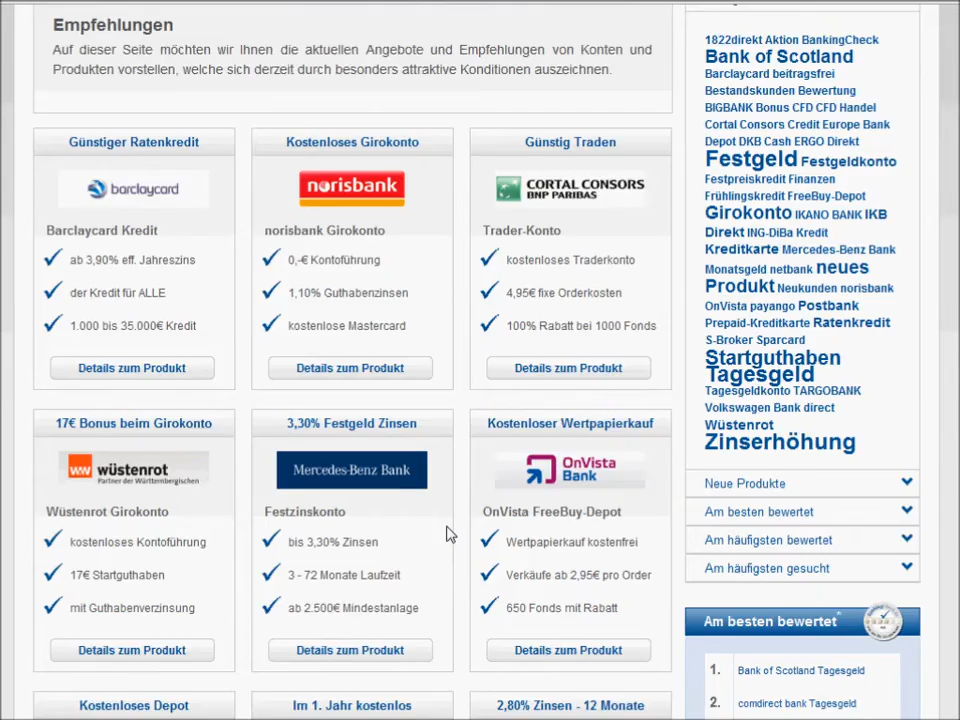 Empfehlungen
Auf dieser Seite möchten wir Ihnen die aktuellen Angebote und Empfehlungen von Konten und
Produkten vorstellen, welche sich derzeit durch besonders attraktive Konditionen auszeichnen.
Günstiger Ratenkredit
barclaycard
Barclaycard Kredit
ab 3,90% eff. Jahreszins
der Kredit für ALLE
1.000 bis 35.000€ Kredit
Details zum Produkt
Kostenloses Girokonto
norisbank
norisbank Girokonto
0,-€ Kontoführung
1,10% Guthabenzinsen
kostenlose Mastercard
Details zum Produkt
Günstig Traden
CORTAL CONSORS
BNP PARIBAS
Trader-Konto
kostenloses Traderkonto
4,95€ fixe Orderkosten
100% Rabatt bei 1000 Fonds
Details zum Produkt
17€ Bonus beim Girokonto
ww wüstenrot
Partner der Württembergischen
Wüstenrot Girokonto
kostenloses Kontoführung
17€ Startguthaben
mit Guthabenverzinsung
Details zum Produkt
3,30% Festgeld Zinsen
Mercedes-Benz Bank
Festzinskonto
bis 3,30% Zinsen
3 - 72 Monate Laufzeit
ab 2.500€ Mindestanlage
Details zum Produkt
Kostenloser Wertpapierkauf
OnVista
Bank
OnVista FreeBuy-Depot
Wertpapierkauf kostenfrei
Verkäufe ab 2,95€ pro Order
650 Fonds mit Rabatt
Details zum Produkt
Kostenloses Depot
Im 1. Jahr kostenlos
2,80% Zinsen - 12 Monate
1822direkt Aktion BankingCheck
Bank of Scotland
Barclaycard beitragsfrei
Bestandskunden Bewertung
BIGBANK Bonus CFD CFD Handel
Cortal Consors Credit Europe Bank
Depot DKB Cash ERGO Direkt
Festgeld Festgeldkonto
Festpreiskredit Finanzen
Frühlingskredit FreeBuy-Depot
Girokonto IKANO BANK IKB
Direkt ING-DiBa Kredit
Kreditkarte Mercedes-Benz Bank
Monatsgeld netbank neues
Produkt Neukunden norisbank
OnVista payango Postbank
Prepaid-Kreditkarte Ratenkredit
S-Broker Sparcard
Startguthaben
Tagesgeld
Tagesgeldkonto TARGOBANK
Volkswagen Bank direct
Wüstenrot
Zinserhöhung
Neue Produkte
Am besten bewertet
Am häufigsten bewertet
Am häufigsten gesucht
Am besten bewertet*
1. Bank of Scotland Tagesgeld
2. comdirect bank Tagesgeld